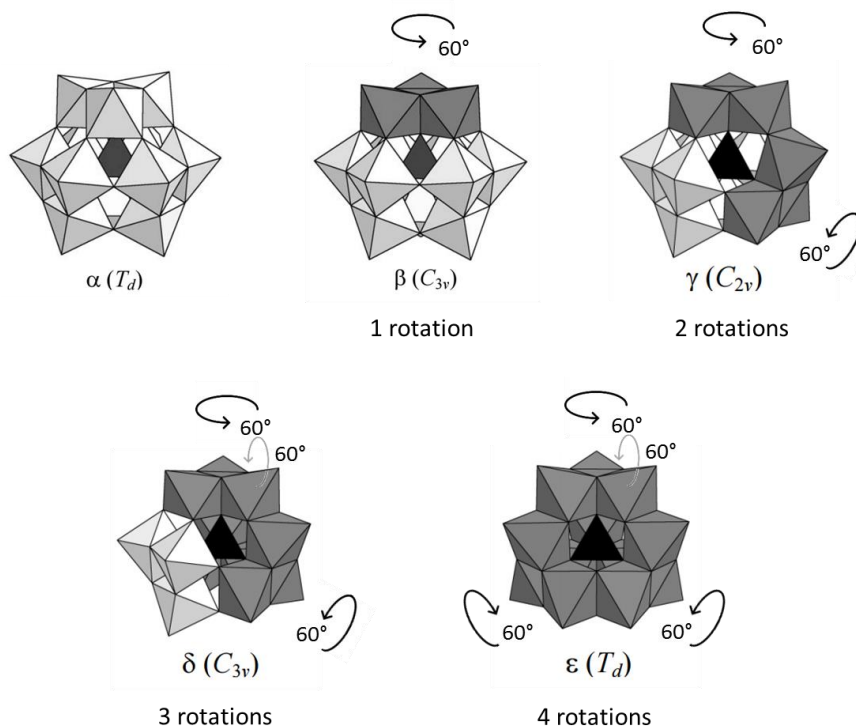 60°
60°
α (Td)
β (C3v)
60°
γ (C2v)
1 rotation
2 rotations
60°
60°
60°
60°
60°
60°
60°
δ (C3v)
ε (Td)
3 rotations
4 rotations